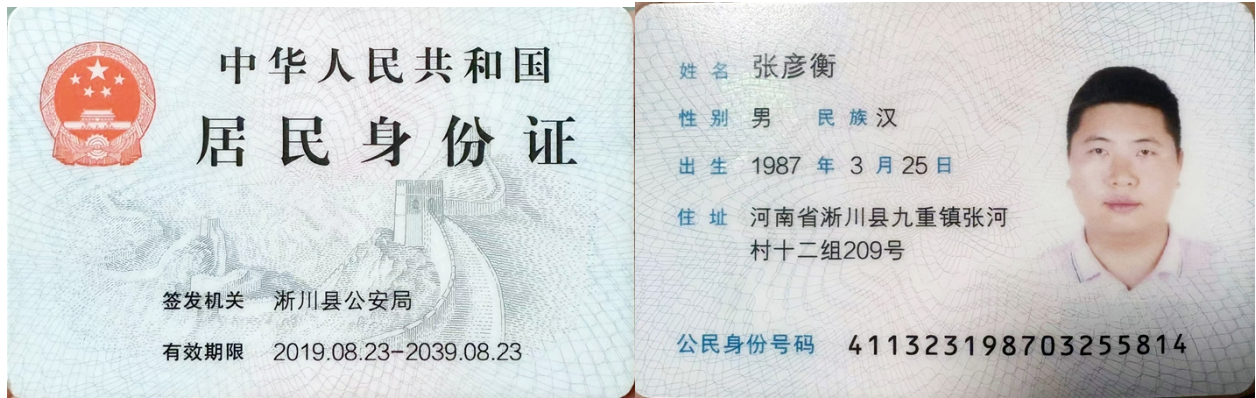 中华人民共和国
居民身份证
签发机关 淅川县公安局
有效期限 2019.08.23-2039.08.23
姓名 张彦衡
性别 男 民族 汉
出生 1987 年 3 月 25 日
住址 河南省淅川县九重镇张河
村十二组209号
公民身份号码 411323198703255814